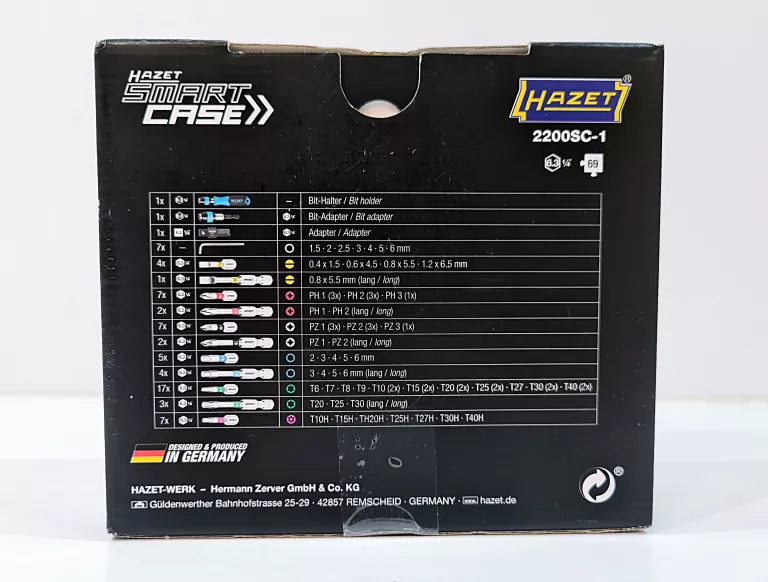 HAZET
SMART
CASE
HAZET ®
2200SC-1
6.3 1/4" 69
1x Bit-Halter / Bit holder
1x Bit-Adapter / Bit adapter
1x Adapter / Adapter
7x – 1.5 · 2 · 2.5 · 3 · 4 · 5 · 6 mm
4x 0.4 x 1.5 · 0.6 x 4.5 · 0.8 x 5.5 · 1.2 x 6.5 mm
1x 0.8 x 5.5 mm (lang / long)
7x PH 1 (3x) · PH 2 (3x) · PH 3 (1x)
2x PH 1 · PH 2 (lang / long)
7x PZ 1 (3x) · PZ 2 (3x) · PZ 3 (1x)
2x PZ 1 · PZ 2 (lang / long)
5x 2 · 3 · 4 · 5 · 6 mm
4x 3 · 4 · 5 · 6 mm (lang / long)
17x T6 · T7 · T8 · T9 · T10 (2x) · T15 (2x) · T20 (2x) · T25 (2x) · T27 · T30 (2x) · T40 (2x)
3x T20 · T25 · T30 (lang / long)
7x T10H · T15H · TH20H · T25H · T27H · T30H · T40H
DESIGNED & PRODUCED
IN GERMANY
HAZET-WERK – Hermann Zerver GmbH & Co. KG
Güldenwerther Bahnhofstrasse 25-29 · 42857 REMSCHEID · GERMANY · www. hazet.de
®